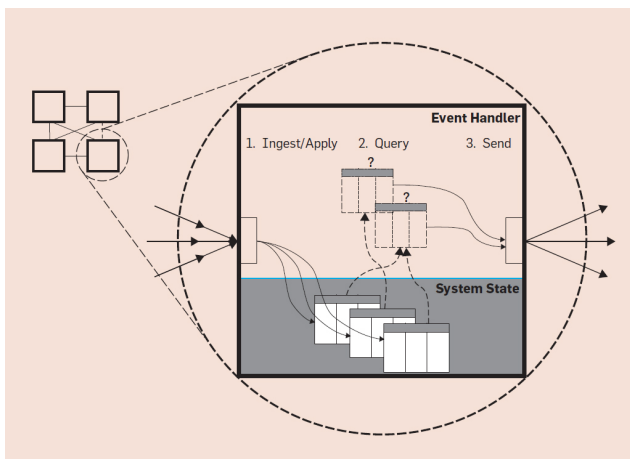 Event Handler
1. Ingest/Apply 2. Query 3. Send
?
?
System State